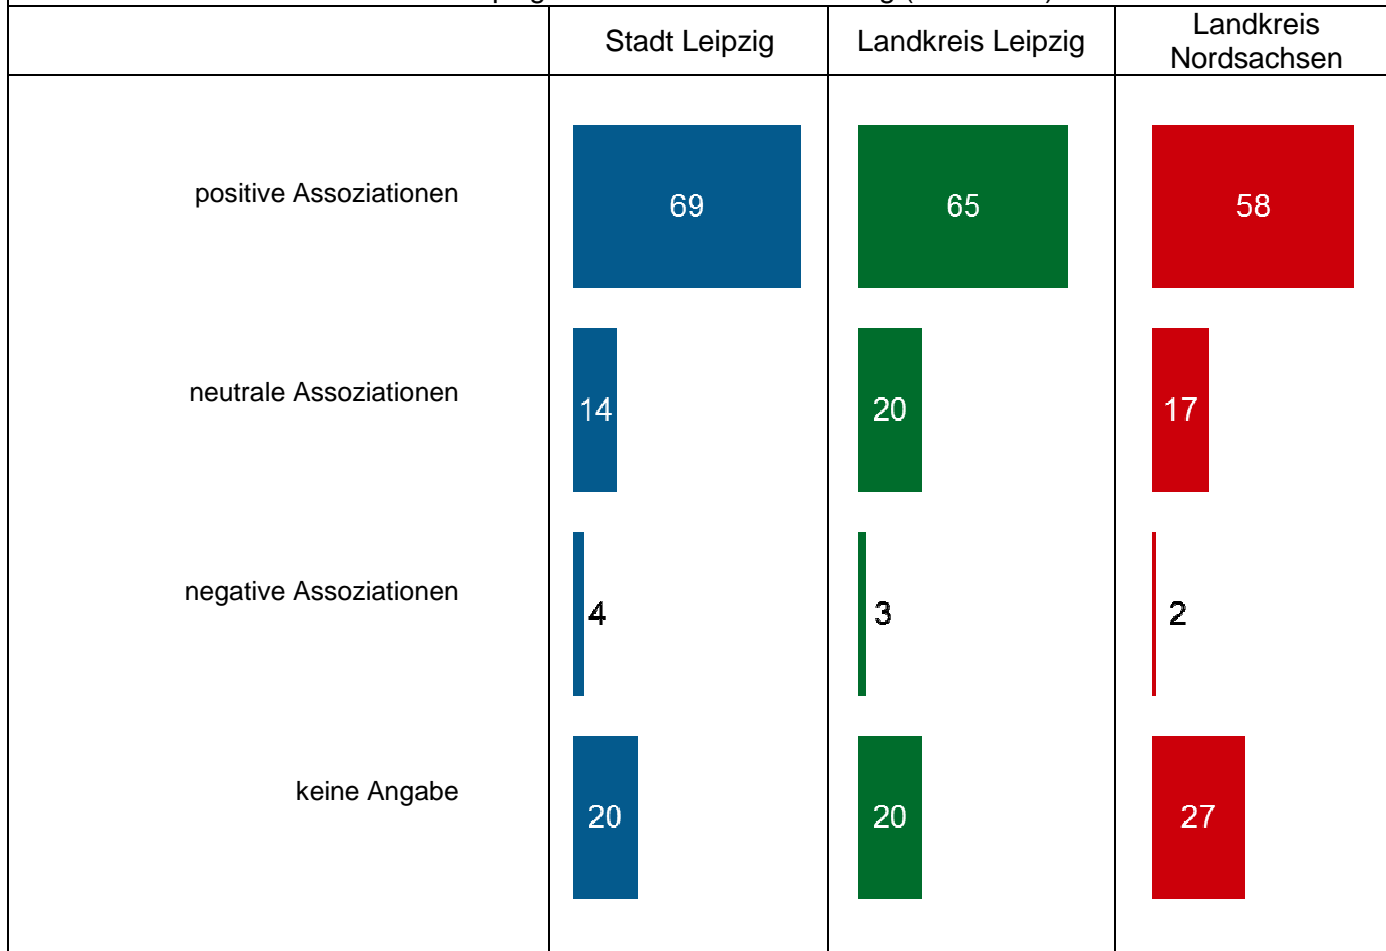 Stadt Leipzig
Landkreis Leipzig
Landkreis
Nordsachsen
positive Assoziationen
69
65
58
neutrale Assoziationen
14
20
17
negative Assoziationen
4
3
2
keine Angabe
20
20
27